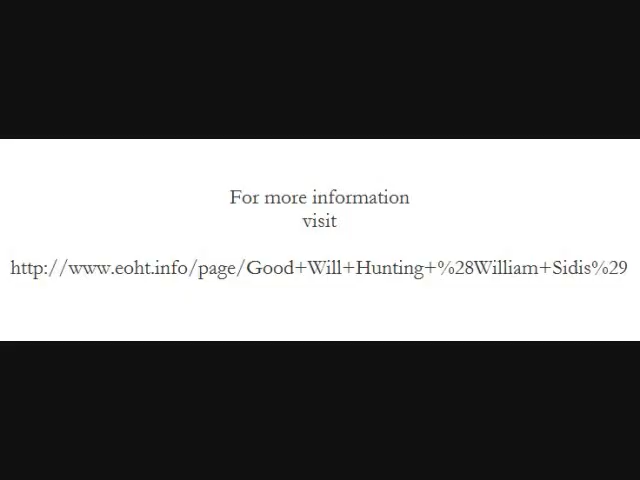 For more information
visit
http://www.eoht.info/page/Good+Will+Hunting+%28William+Sidis%29